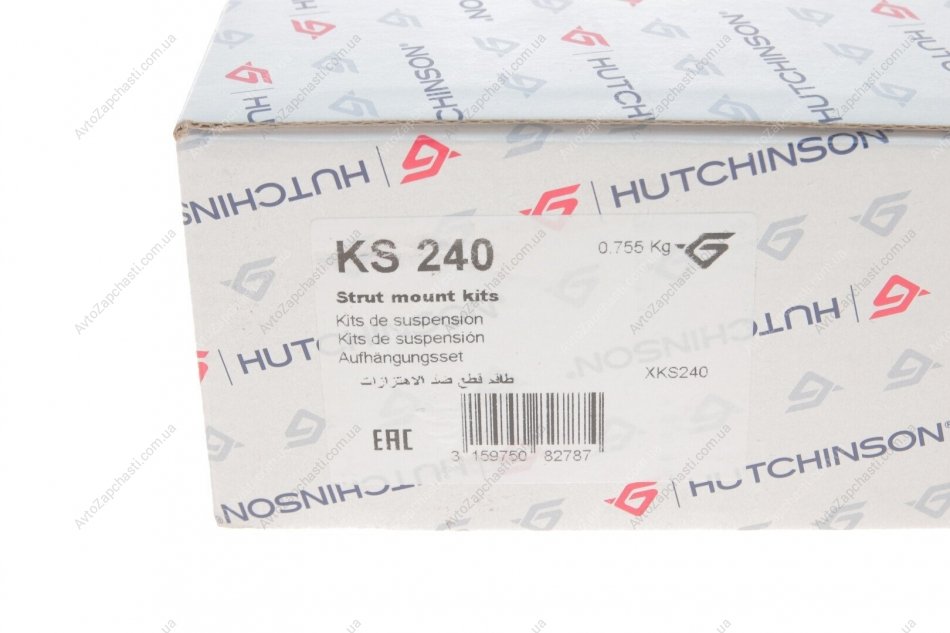 HUTCHINSON
HUTCHINSON
HUTCHINSON
HUTCHINSON
HUTCHINSON
KS 240
0.755 Kg
Strut mount kits
Kits de suspension
Kits de suspensión
Aufhängungsset
طاقم قطع ضد الاهتزازات
XKS240
EAC
3 159750 82787
HUTCHINSON
HUTCHINSON
AvtoZapchasti.com.ua